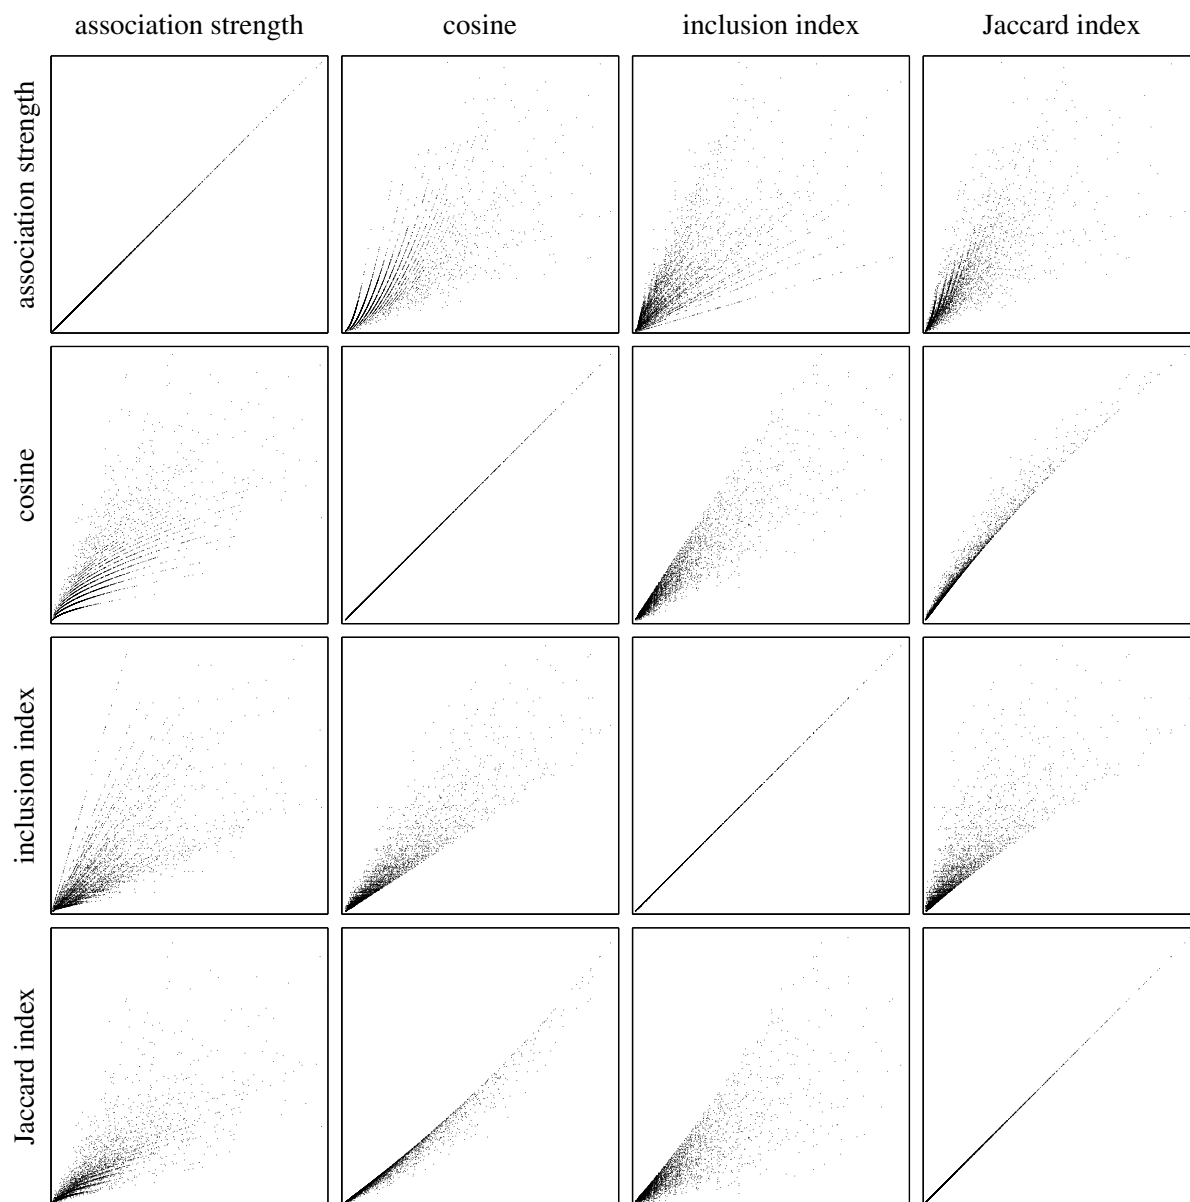 association strength
cosine
inclusion index
Jaccard index
association strength
cosine
inclusion index
Jaccard index